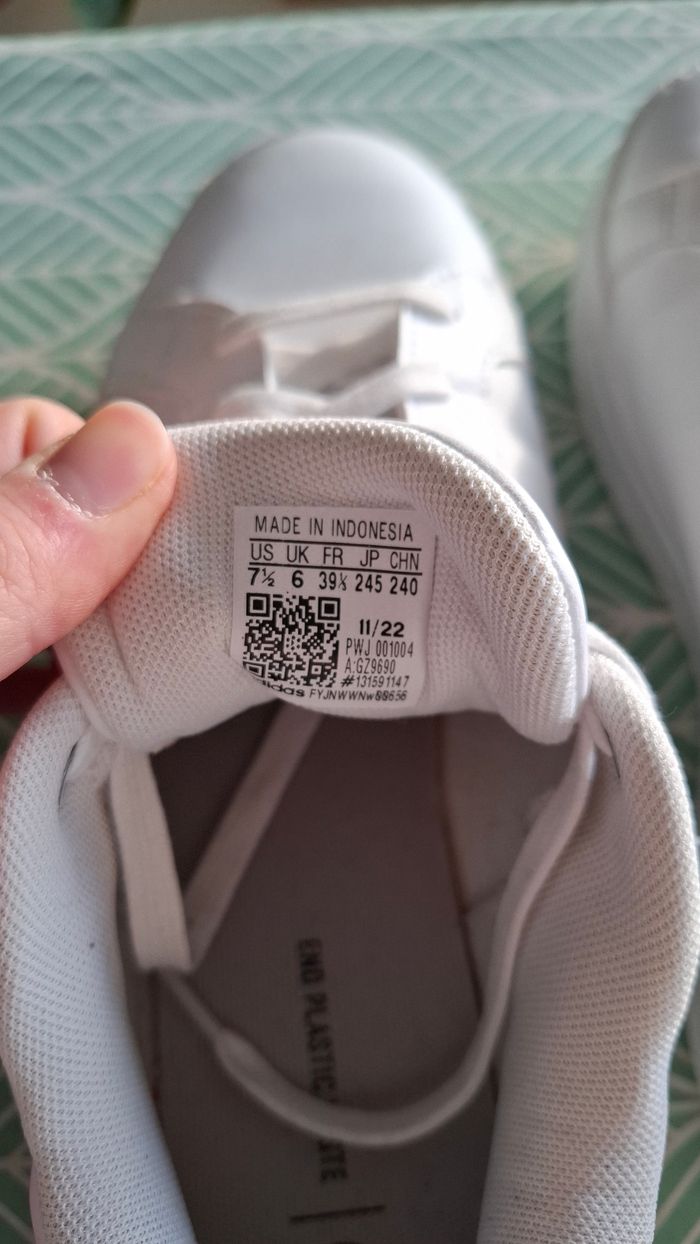 MADE IN INDONESIA
US UK FR JP CHN
7½ 6 39⅓ 245 240
11/22
PWJ 001004
A:GZ9690
#131591147
adidas FYJNWWNw00656
END PLASTIC